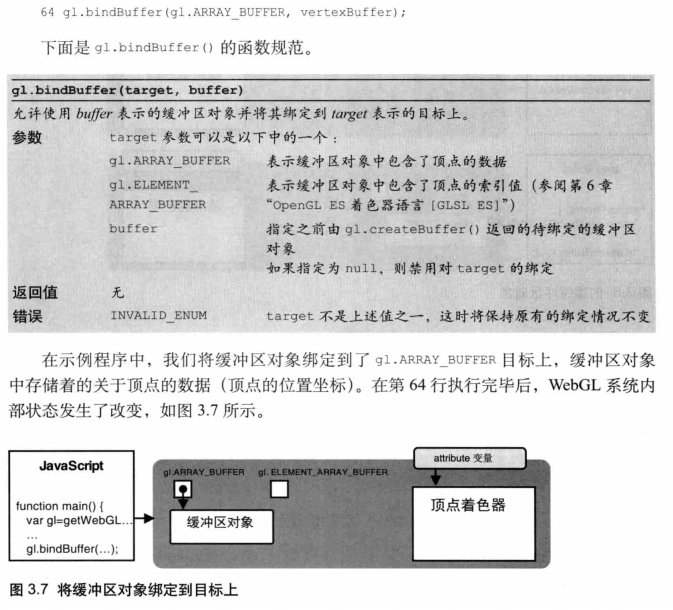 64 gl.bindBuffer(gl.ARRAY_BUFFER, vertexBuffer);
下面是 gl.bindBuffer() 的函数规范。
gl.bindBuffer(target, buffer)
允许使用 buffer 表示的缓冲区对象并将其绑定到 target 表示的目标上。
参数 target 参数可以是以下中的一个：
gl.ARRAY_BUFFER 表示缓冲区对象中包含了顶点的数据
gl.ELEMENT_ 表示缓冲区对象中包含了顶点的索引值（参阅第 6 章
ARRAY_BUFFER “OpenGL ES 着色器语言 [GLSL ES]”）
buffer 指定之前由 gl.createBuffer() 返回的待绑定的缓冲区
对象
如果指定为 null，则禁用对 target 的绑定
返回值 无
错误 INVALID_ENUM target 不是上述值之一，这时将保持原有的绑定情况不变
在示例程序中，我们将缓冲区对象绑定到了 gl.ARRAY_BUFFER 目标上，缓冲区对象
中存储着的关于顶点的数据（顶点的位置坐标）。在第 64 行执行完毕后，WebGL 系统内
部状态发生了改变，如图 3.7 所示。
JavaScript
function main() {
var gl=getWebGL...
...
gl.bindBuffer(...);
gl.ARRAY_BUFFER gl. ELEMENT_ARRAY_BUFFER
缓冲区对象
attribute 变量
顶点着色器
图 3.7 将缓冲区对象绑定到目标上